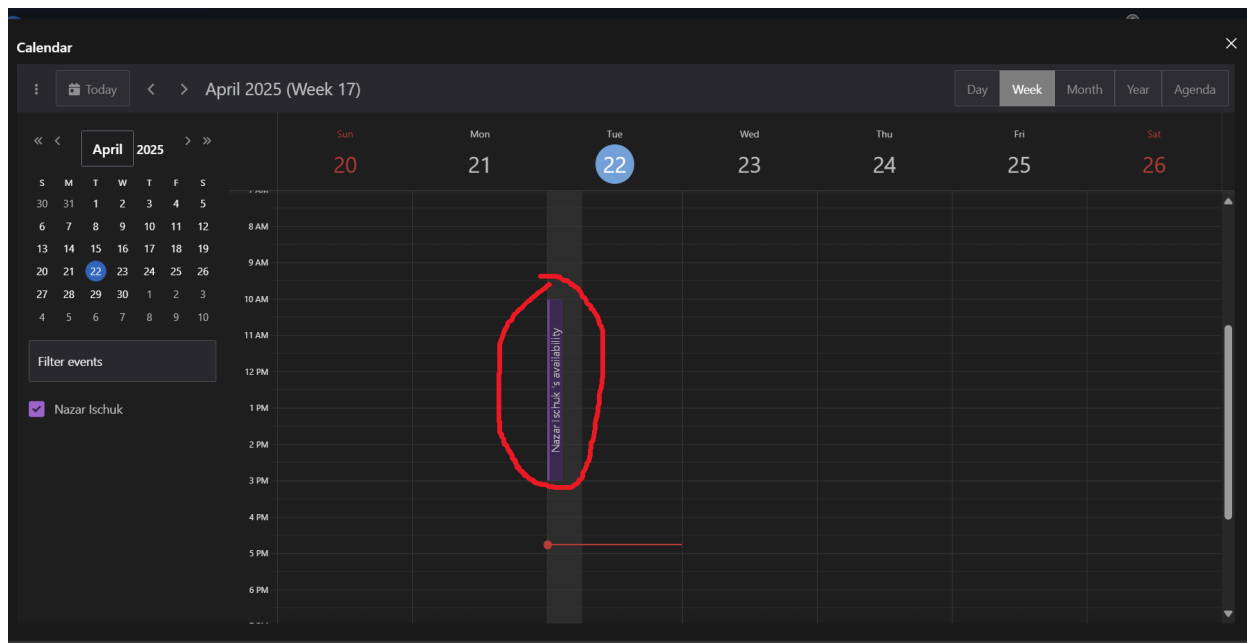 Calendar
Today
April 2025 (Week 17)
Day Week Month Year Agenda
April 2025
S M T W T F S
30 31 1 2 3 4 5
6 7 8 9 10 11 12
13 14 15 16 17 18 19
20 21 22 23 24 25 26
27 28 29 30 1 2 3
4 5 6 7 8 9 10
Filter events
Nazar Ischuk
Sun Mon Tue Wed Thu Fri Sat
20 21 22 23 24 25 26
8 AM
9 AM
10 AM
11 AM
12 PM
1 PM
2 PM
3 PM
4 PM
5 PM
6 PM
Nazar Ischuk 's availability